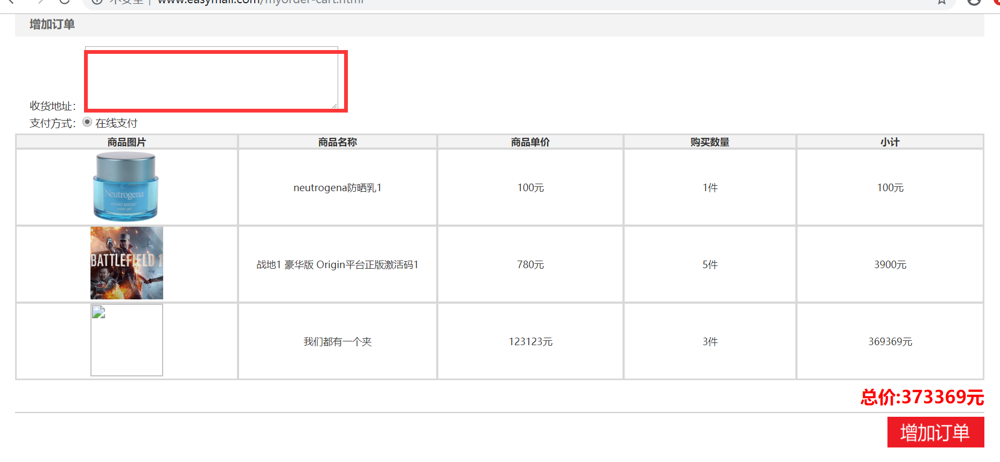 不安全 | www.easymall.com/myorder-cart.html
增加订单
收货地址：
支付方式： 在线支付
商品图片 商品名称 商品单价 购买数量 小计
Neutrogena
HYDRO BOOST
water gel
neutrogena防晒乳1 100元 1件 100元
BATTLEFIELD 1
战地1 豪华版 Origin平台正版激活码1 780元 5件 3900元
我们都有一个夹 123123元 3件 369369元
总价:373369元
增加订单